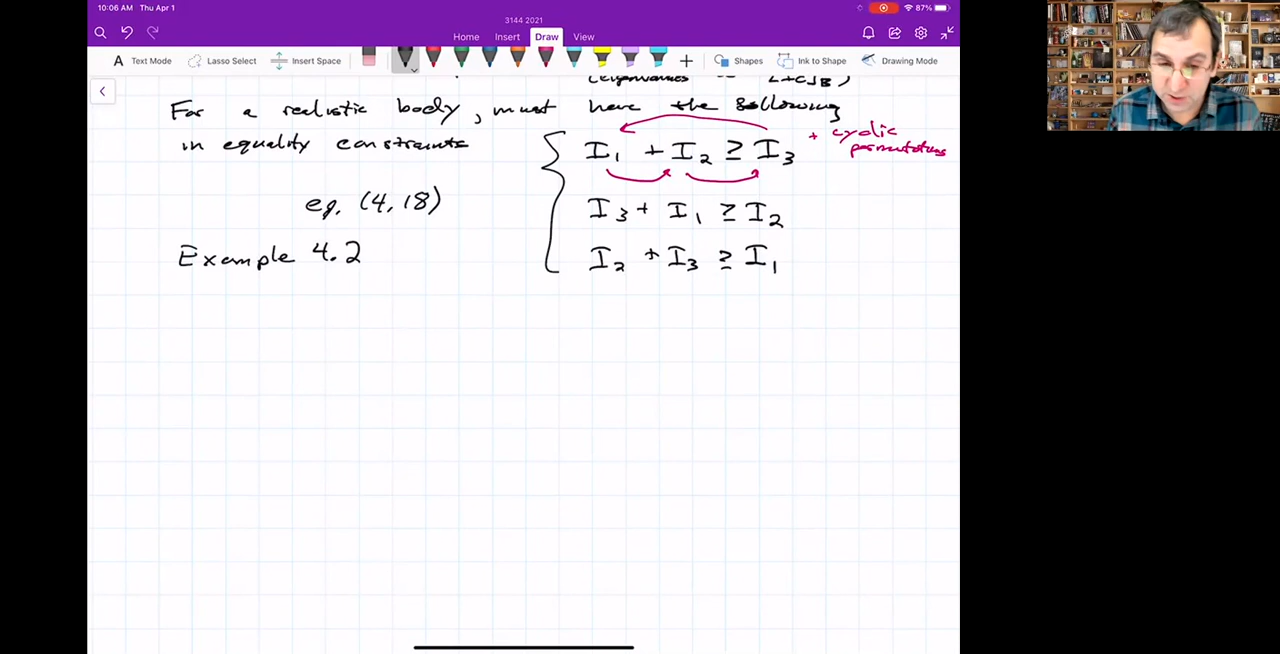 10:06 AM Thu Apr 1
87%
3144 2021
Home Insert Draw View
Text Mode Lasso Select Insert Space Shapes Ink to Shape Drawing Mode
For a realistic body, must have the following
in equality constraints
I₁ + I₂ ≥ I₃ + cyclic permutations
eq. (4.18)
I₃ + I₁ ≥ I₂
Example 4.2
I₂ + I₃ ≥ I₁